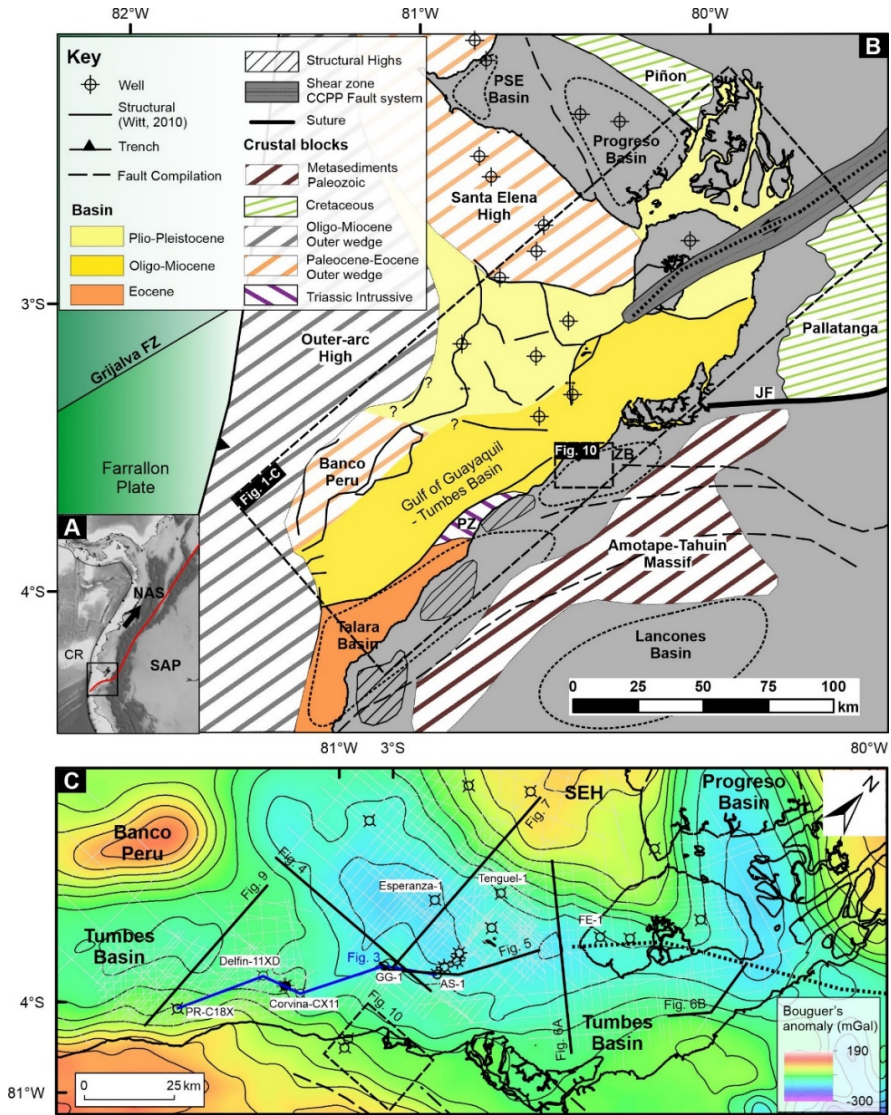 82°W 81°W 80°W
B
Key
Well
Structural
(Witt, 2010)
Trench
Fault Compilation
Structural Highs
Shear zone
CCPP Fault system
Suture
Basin
Plio-Pleistocene
Oligo-Miocene
Eocene
Crustal blocks
Metasediments
Paleozoic
Cretaceous
Oligo-Miocene
Outer wedge
Paleocene-Eocene
Outer wedge
Triassic Intrussive
PSE
Basin
Piñon
Progreso
Basin
Santa Elena
High
3°S
Outer-arc
High
Pallatanga
Grijalva FZ
JF
?
?
?
Farrallon
Plate
Fig. 1-C
Banco
Peru
Gulf of Guayaquil
- Tumbes Basin
Fig. 10
ZB
PZ
Amotape-Tahuin
Massif
4°S
Talara
Basin
Lancones
Basin
A
NAS
CR
SAP
0 25 50 75 100
km
81°W 3°S 80°W
C
Banco
Peru
SEH
Progreso
Basin
N
Fig. 7
Fig. 4
Fig. 9
Esperanza-1
Tenguel-1
Tumbes
Basin
Delfin-11XD
Fig. 3
GG-1
Fig. 5
FE-1
AS-1
Corvina-CX11
PR-C18X
Fig. 10
Fig. 6A
Fig. 6B
Tumbes
Basin
4°S
Bouguer's
anomaly (mGal)
190
-300
0 25 km
81°W